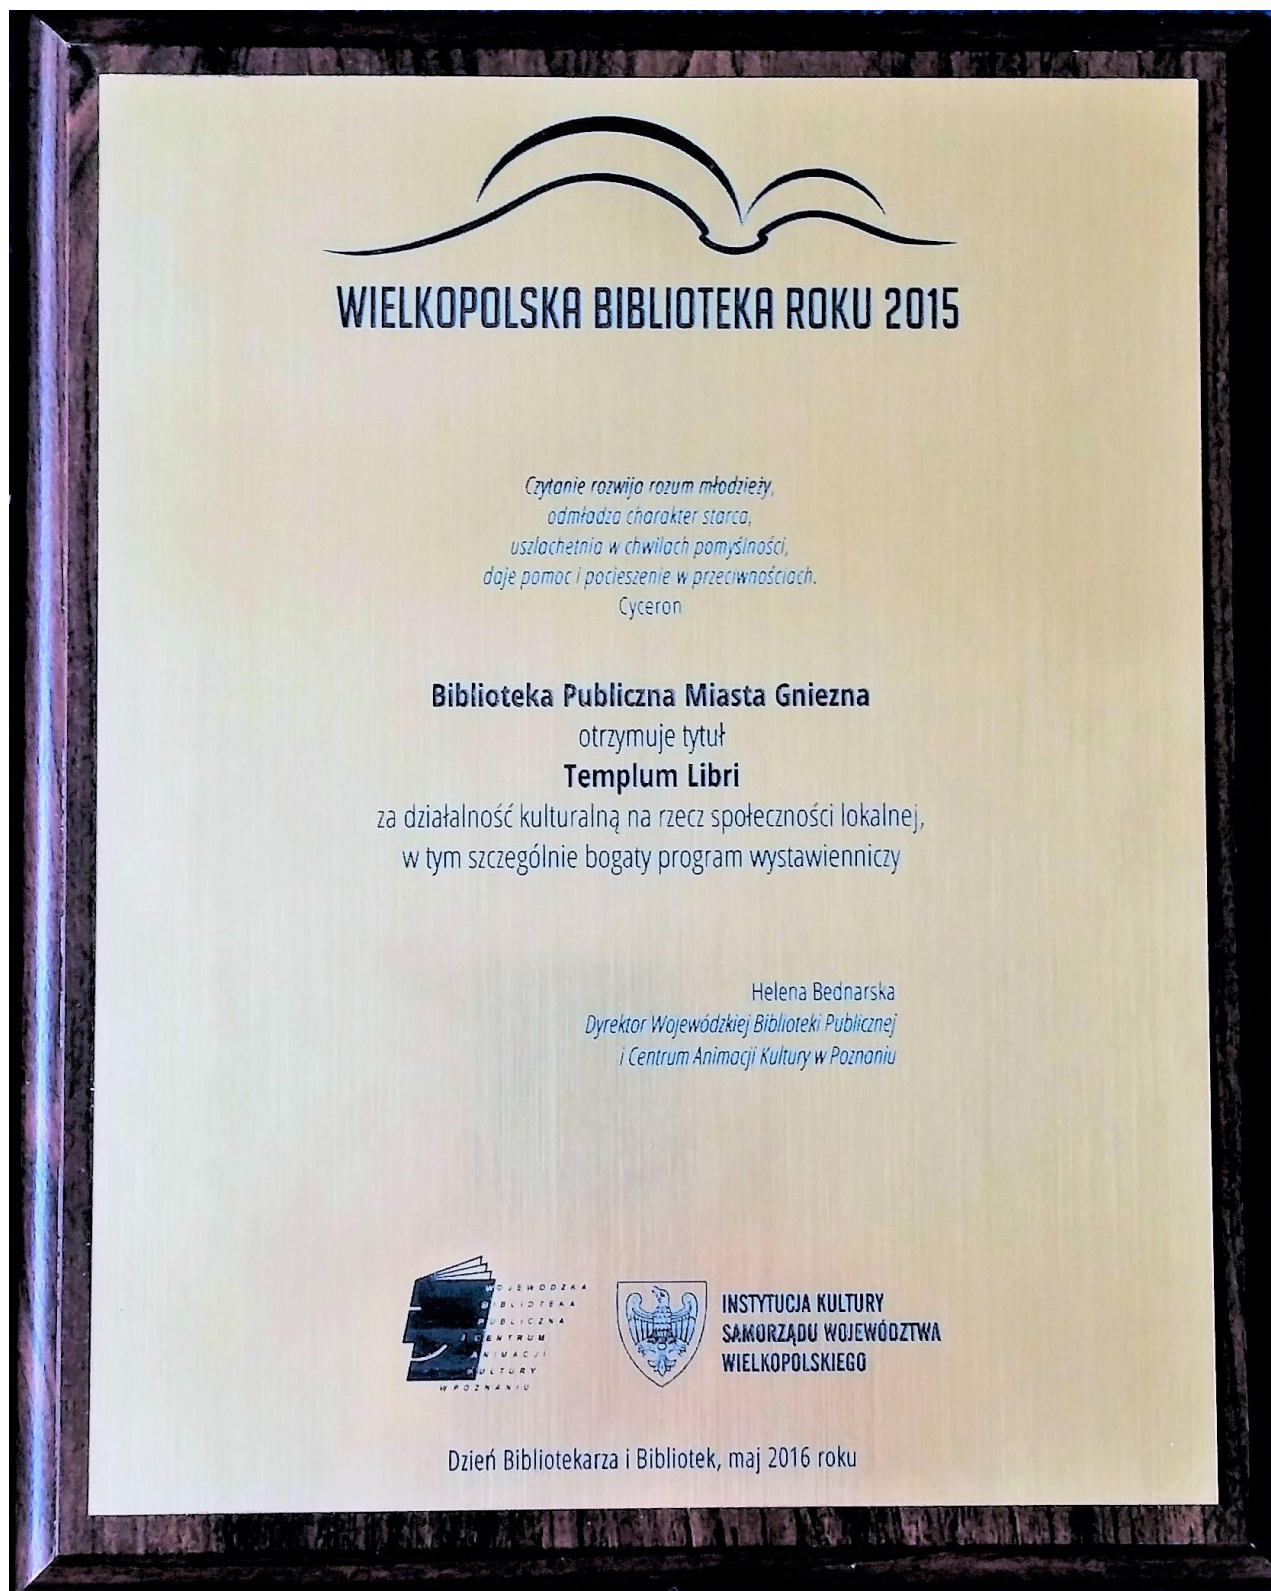 WIELKOPOLSKA BIBLIOTEKA ROKU 2015
Czytanie rozwija rozum młodzieży,
odmładza charakter starca,
uszlachetnia w chwilach pomyślności,
daje pomoc i pocieszenie w przeciwnościach.
Cyceron
Biblioteka Publiczna Miasta Gniezna
otrzymuje tytuł
Templum Libri
za działalność kulturalną na rzecz społeczności lokalnej,
w tym szczególnie bogaty program wystawienniczy
Helena Bednarska
Dyrektor Wojewódzkiej Biblioteki Publicznej
i Centrum Animacji Kultury w Poznaniu
WOJEWÓDZKA
BIBLIOTEKA
PUBLICZNA
I CENTRUM
ANIMACJI
KULTURY
W POZNANIU
INSTYTUCJA KULTURY
SAMORZĄDU WOJEWÓDZTWA
WIELKOPOLSKIEGO
Dzień Bibliotekarza i Bibliotek, maj 2016 roku